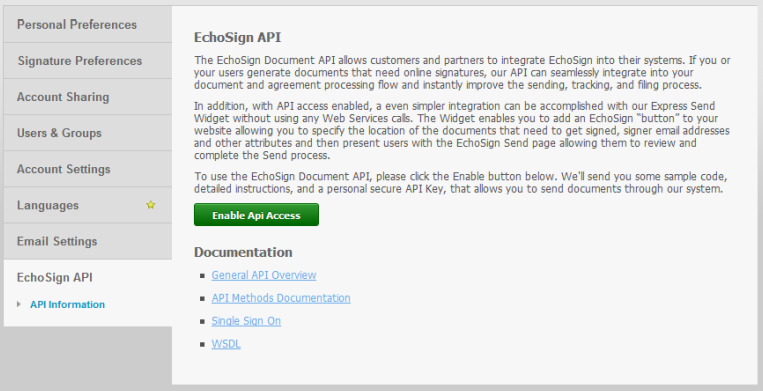 Personal Preferences
Signature Preferences
Account Sharing
Users & Groups
Account Settings
Languages
Email Settings
EchoSign API
API Information
EchoSign API
The EchoSign Document API allows customers and partners to integrate EchoSign into their systems. If you or
your users generate documents that need online signatures, our API can seamlessly integrate into your
document and agreement processing flow and instantly improve the sending, tracking, and filing process.
In addition, with API access enabled, a even simpler integration can be accomplished with our Express Send
Widget without using any Web Services calls. The Widget enables you to add an EchoSign “button” to your
website allowing you to specify the location of the documents that need to get signed, signer email addresses
and other attributes and then present users with the EchoSign Send page allowing them to review and
complete the Send process.
To use the EchoSign Document API, please click the Enable button below. We'll send you some sample code,
detailed instructions, and a personal secure API Key, that allows you to send documents through our system.
Enable Api Access
Documentation
General API Overview
API Methods Documentation
Single Sign On
WSDL